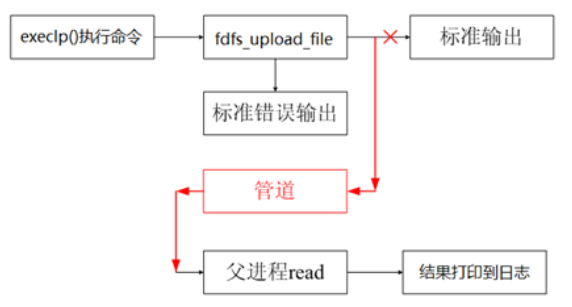 execlp()执行命令
fdfs_upload_file
标准输出
标准错误输出
管道
父进程read
结果打印到日志